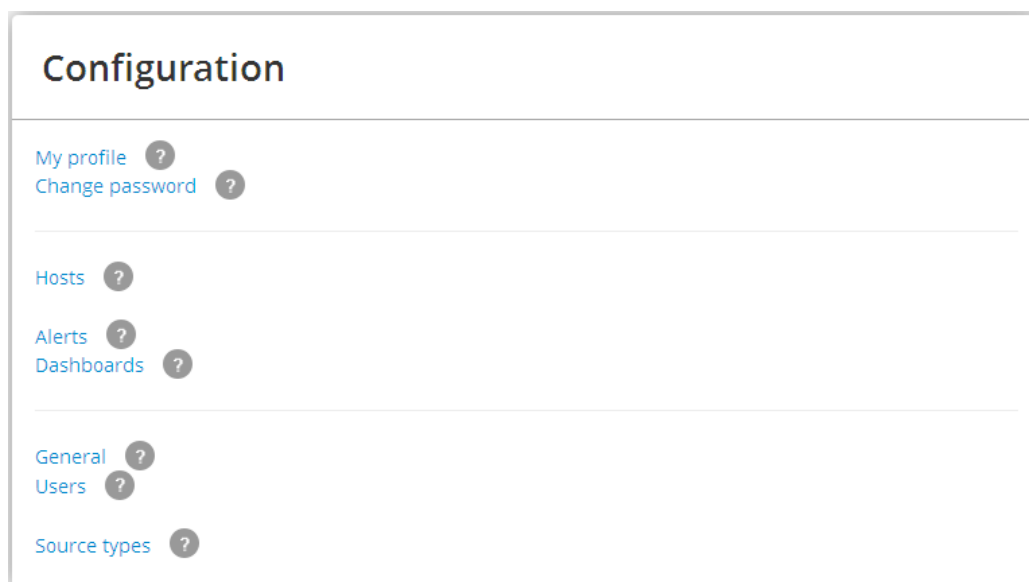 Configuration
My profile ?
Change password ?
Hosts ?
Alerts ?
Dashboards ?
General ?
Users ?
Source types ?